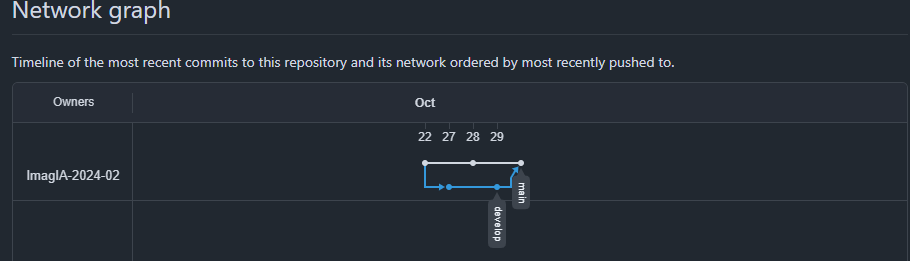 Network graph
Timeline of the most recent commits to this repository and its network ordered by most recently pushed to.
Owners
Oct
22 27 28 29
ImagIA-2024-02
main
develop